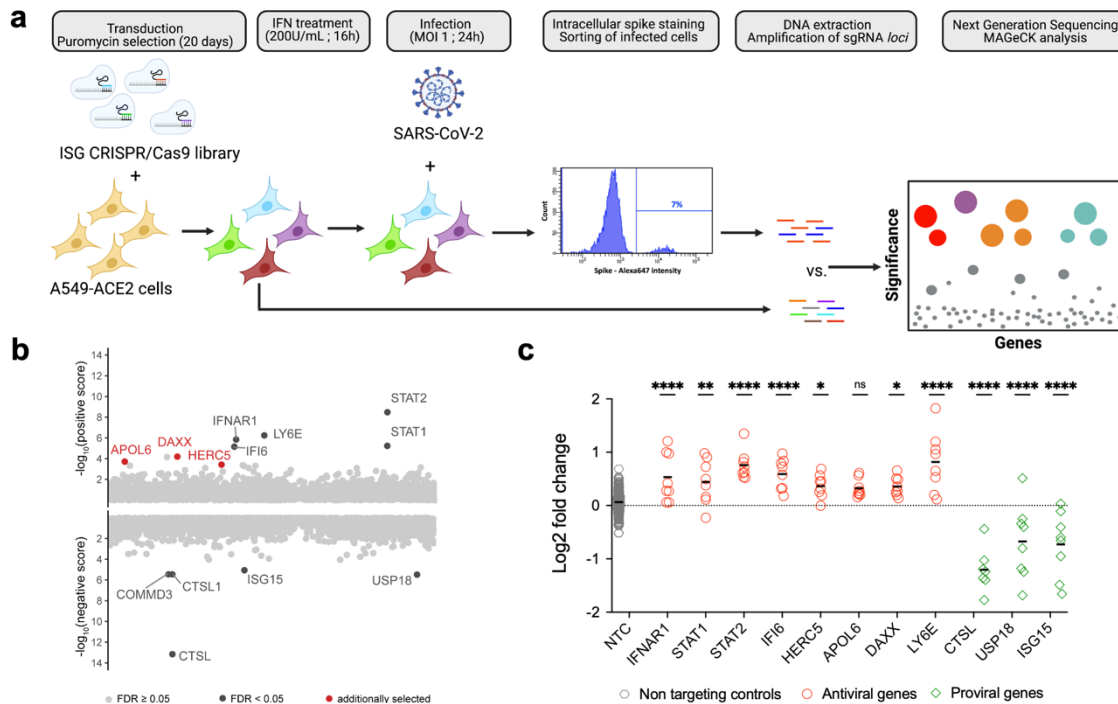 a
Transduction
Puromycin selection (20 days)
IFN treatment
(200U/mL ; 16h)
Infection
(MOI 1 ; 24h)
Intracellular spike staining
Sorting of infected cells
DNA extraction
Amplification of sgRNA loci
Next Generation Sequencing
MAGeCK analysis
ISG CRISPR/Cas9 library
+
A549-ACE2 cells
SARS-CoV-2
+
Count
7%
Spike - Alexa647 intensity
vs.
Significance
Genes
b
-log10(positive score)
14
12
10
8
6
4
2
STAT2
STAT1
IFNAR1
LY6E
IFI6
APOL6
DAXX
HERC5
-log10(negative score)
2
4
6
8
10
12
14
COMMD3
CTSL1
ISG15
USP18
CTSL
FDR ≥ 0.05
FDR < 0.05
additionally selected
c
**** ** **** **** * ns * **** **** **** ****
Log2 fold change
2
1
0
-1
-2
NTC
IFNAR1
STAT1
STAT2
IFI6
HERC5
APOL6
DAXX
LY6E
CTSL
USP18
ISG15
Non targeting controls
Antiviral genes
Proviral genes